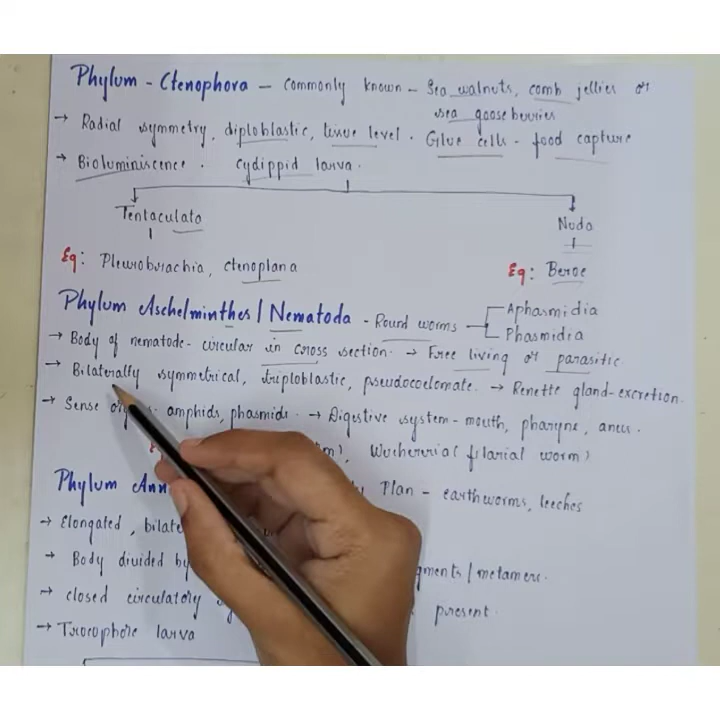 Phylum - Ctenophora - Commonly known - Sea walnuts, comb jellies or
sea gooseberries
→ Radial symmetry, diploblastic, tissue level. Glue cells - food capture
→ Bioluminiscence. cydippid larva.
Tentaculata
Nuda
Eg: Pleurobrachia, ctenoplana
Eg: Beroe
Phylum Aschelminthes / Nematoda - Round worms
Aphasmidia
Phasmidia
→ Body of nematode - circular in cross section. → Free living or parasitic.
→ Bilaterally symmetrical, triploblastic, pseudocoelomate. → Renette gland - excretion.
→ Sense amphids, phasmids. → Digestive system - mouth, pharynx, anus.
Wuchereria (filarial worm)
Phylum Ann Plan - earthworms, leeches
→ Elongated, bilate
→ Body divided by gments / metamere.
→ closed circulatory present.
→ Trocophore larva